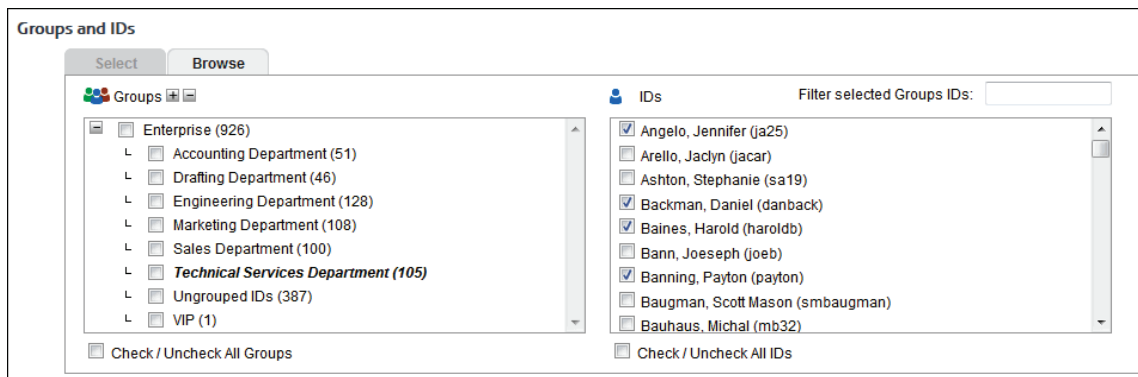 Groups and IDs
Select
Browse
Groups
IDs
Filter selected Groups IDs:
Enterprise (926)
Accounting Department (51)
Drafting Department (46)
Engineering Department (128)
Marketing Department (108)
Sales Department (100)
Technical Services Department (105)
Ungrouped IDs (387)
VIP (1)
Check / Uncheck All Groups
Angelo, Jennifer (ja25)
Arello, Jaclyn (jacar)
Ashton, Stephanie (sa19)
Backman, Daniel (danback)
Baines, Harold (haroldb)
Bann, Joeseph (joeb)
Banning, Payton (payton)
Baugman, Scott Mason (smbaugman)
Bauhaus, Michal (mb32)
Check / Uncheck All IDs